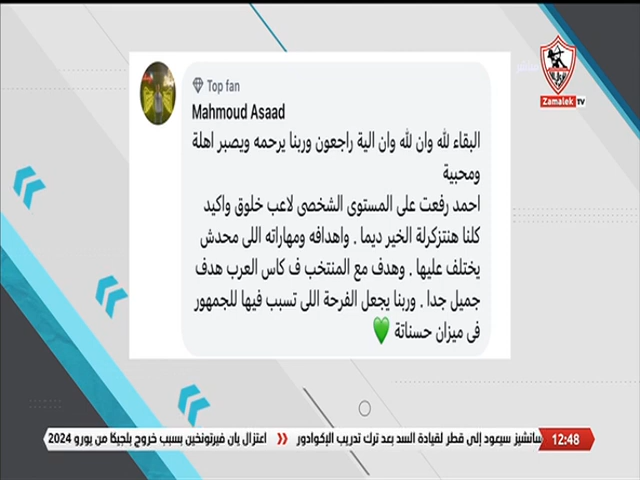 Top fan
Mahmoud Asaad
البقاء لله وان لله وان الية راجعون وربنا يرحمه ويصبر اهلة
ومحبية
احمد رفعت على المستوى الشخصى لاعب خلوق واكيد
كلنا هنتزكرلة الخير ديما . واهدافه ومهاراته اللى محدش
يختلف عليها . وهدف مع المنتخب ف كاس العرب هدف
جميل جدا . وربنا يجعل الفرحة اللى تسبب فيها للجمهور
فى ميزان حسناتة 💚
Zamalek TV
12:48
سانشيز سيعود إلى قطر لقيادة السد بعد ترك تدريب الإكوادور
اعتزال يان فيرتونخين بسبب خروج بلجيكا من يورو 2024